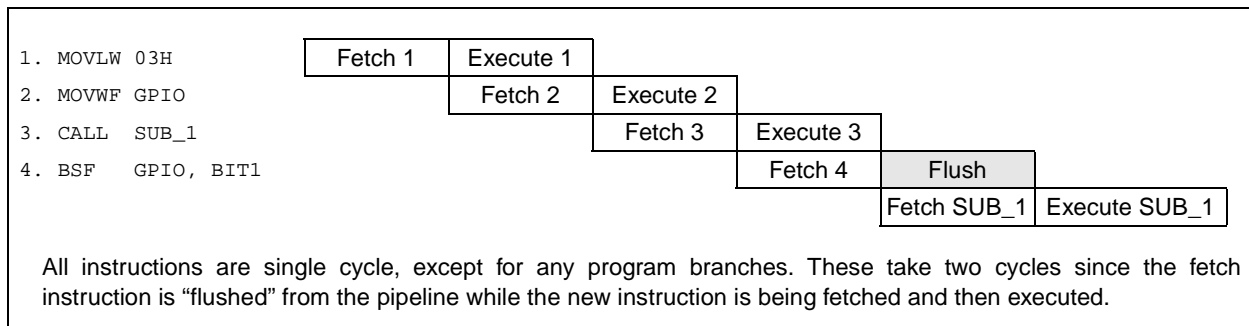 1. MOVLW 03H Fetch 1 Execute 1
2. MOVWF GPIO Fetch 2 Execute 2
3. CALL SUB_1 Fetch 3 Execute 3
4. BSF GPIO, BIT1 Fetch 4 Flush
Fetch SUB_1 Execute SUB_1
All instructions are single cycle, except for any program branches. These take two cycles since the fetch
instruction is “flushed” from the pipeline while the new instruction is being fetched and then executed.